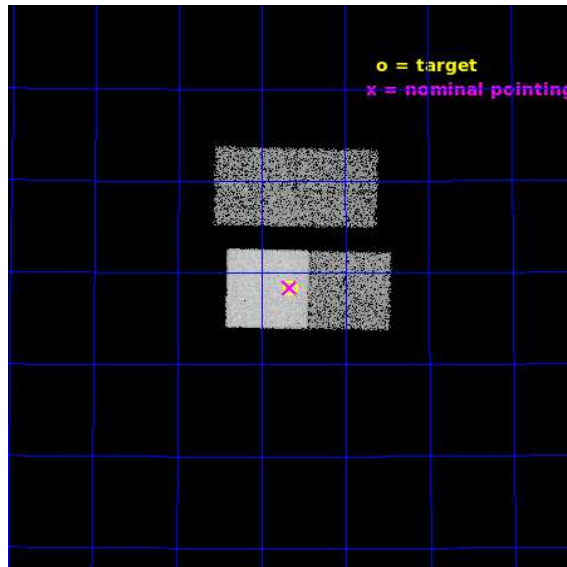 o = target
x = nominal pointing